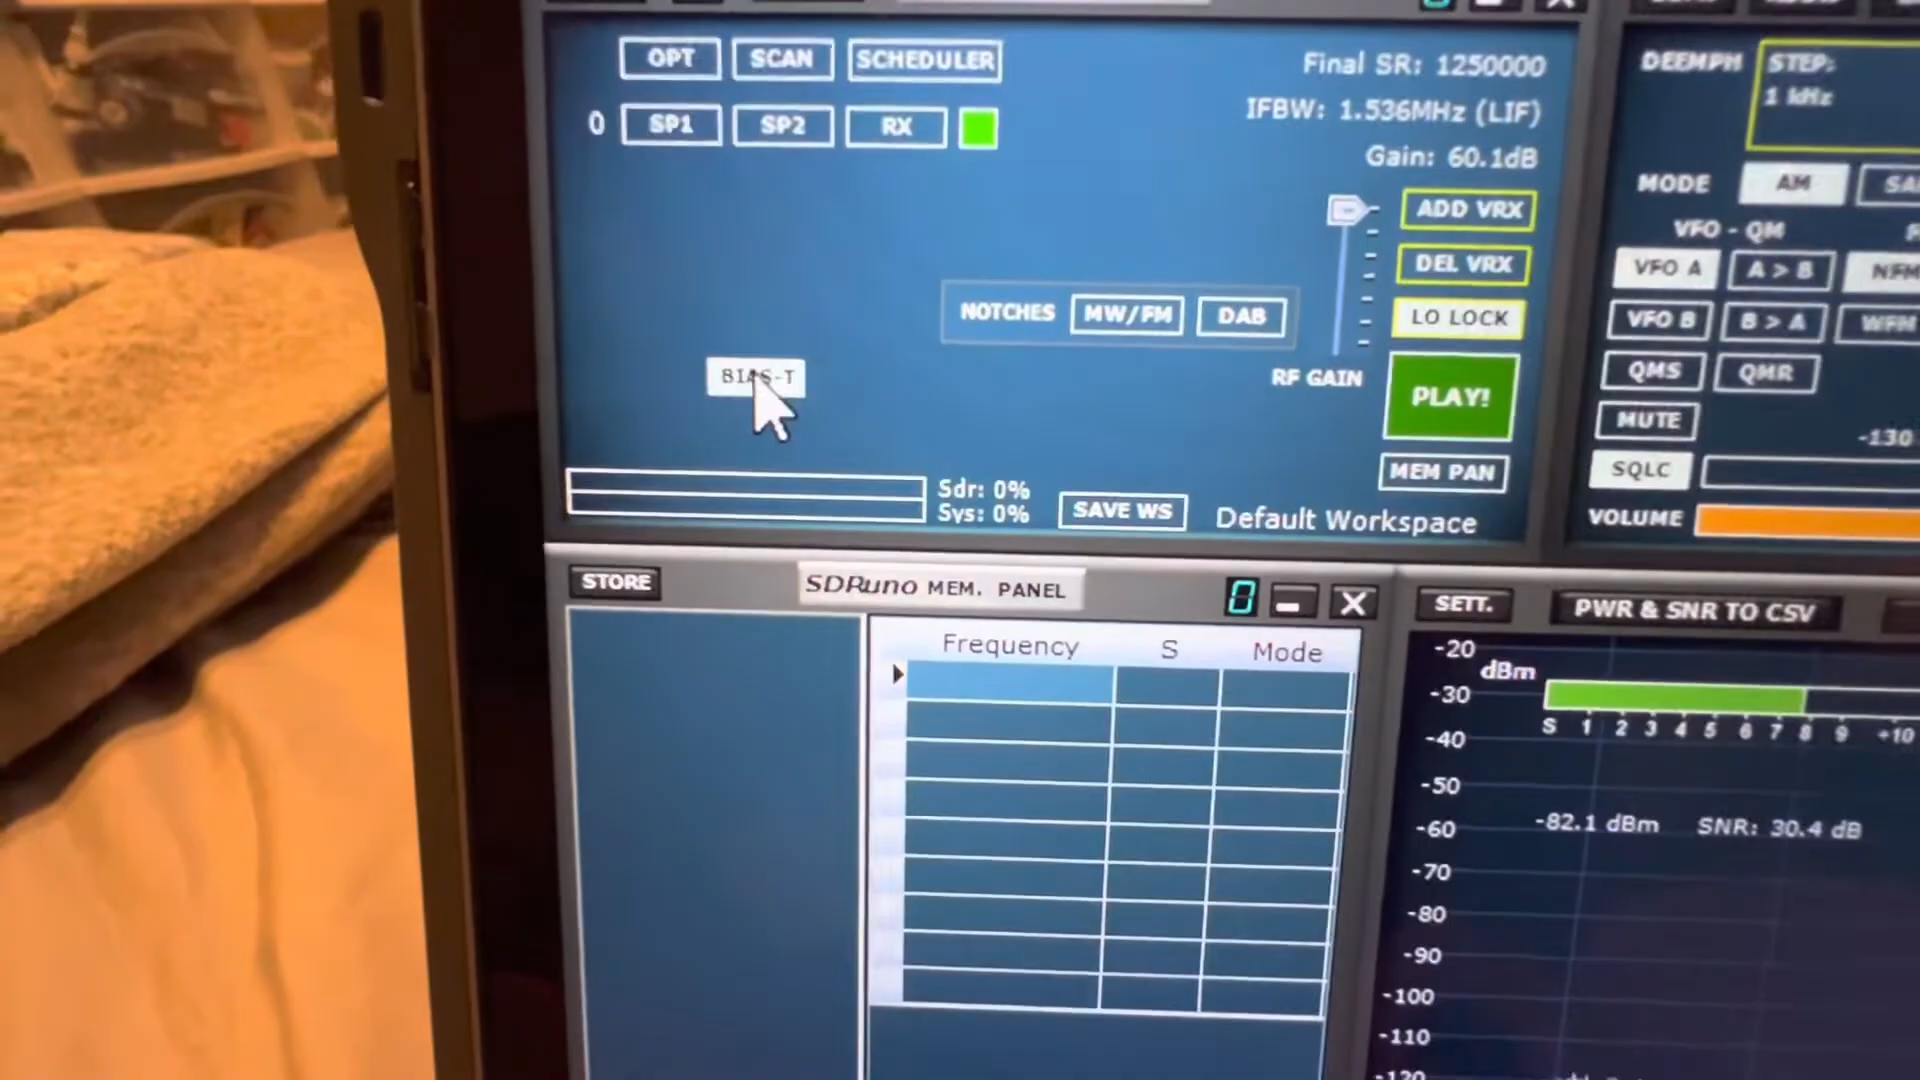 OPT SCAN SCHEDULER
Final SR: 1250000
0 SP1 SP2 RX
IFBW: 1.536MHz (LIF)
Gain: 60.1dB
ADD VRX
DEL VRX
NOTCHES MW/FM DAB
LO LOCK
BIAS-T
RF GAIN
PLAY!
MEM PAN
Sdr: 0%
Sys: 0%
SAVE WS
Default Workspace
DEEMPH
STEP:
1 kHz
MODE AM
VFO - QM
VFO A A > B NFM
VFO B B > A WFM
QMS QMR
MUTE
-130
SQLC
VOLUME
STORE
SDRuno MEM. PANEL
0
X
Frequency S Mode
SETT. PWR & SNR TO CSV
-20
dBm
-30
S 1 2 3 4 5 6 7 8 9 +10
-40
-50
-60
-82.1 dBm SNR: 30.4 dB
-70
-80
-90
-100
-110
-120